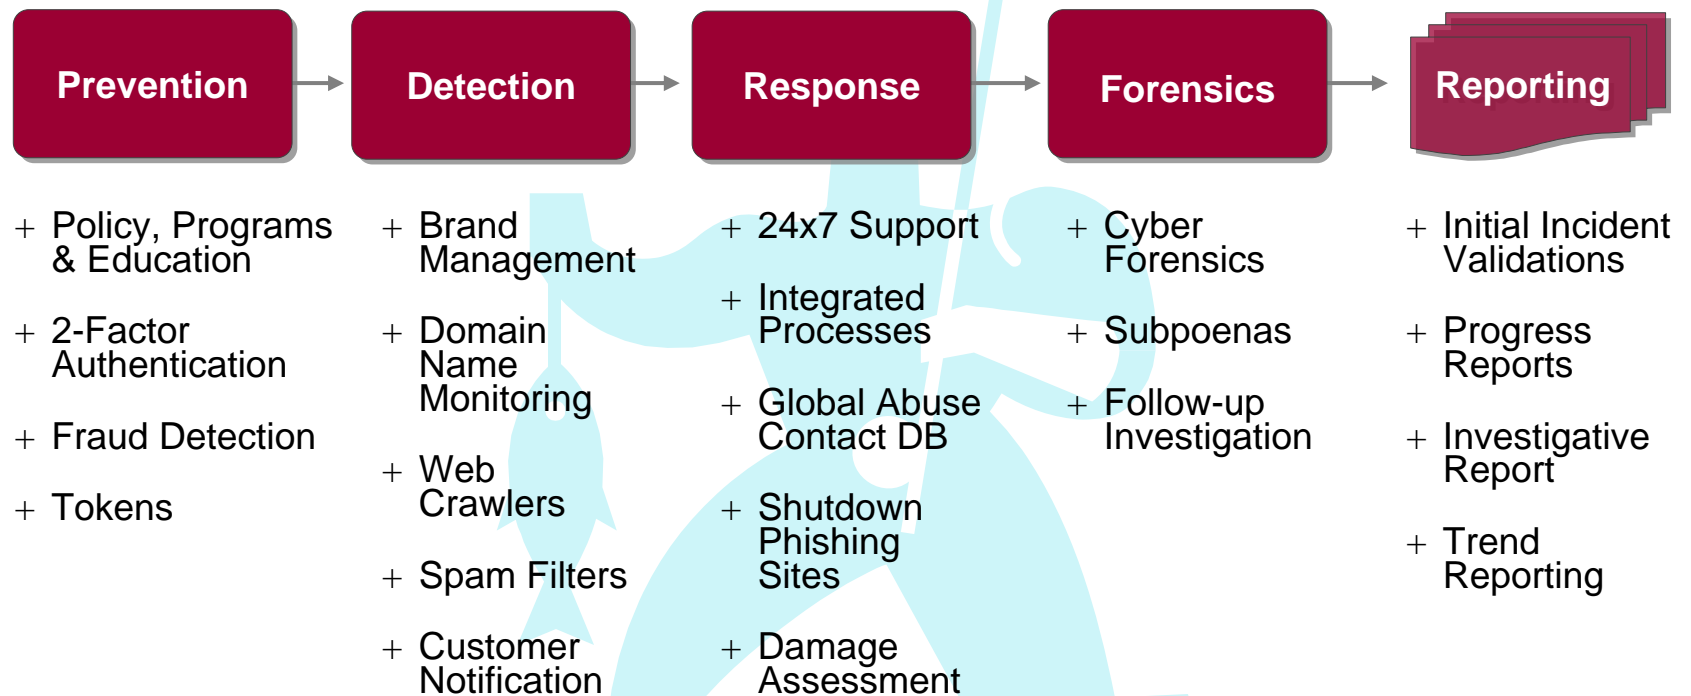 Prevention
Detection
Response
Forensics
Reporting
+ Policy, Programs
& Education
+ 2-Factor
Authentication
+ Fraud Detection
+ Tokens
+ Brand
Management
+ Domain
Name
Monitoring
+ Web
Crawlers
+ Spam Filters
+ Customer
Notification
+ 24x7 Support
+ Integrated
Processes
+ Global Abuse
Contact DB
+ Shutdown
Phishing
Sites
+ Damage
Assessment
+ Cyber
Forensics
+ Subpoenas
+ Follow-up
Investigation
+ Initial Incident
Validations
+ Progress
Reports
+ Investigative
Report
+ Trend
Reporting